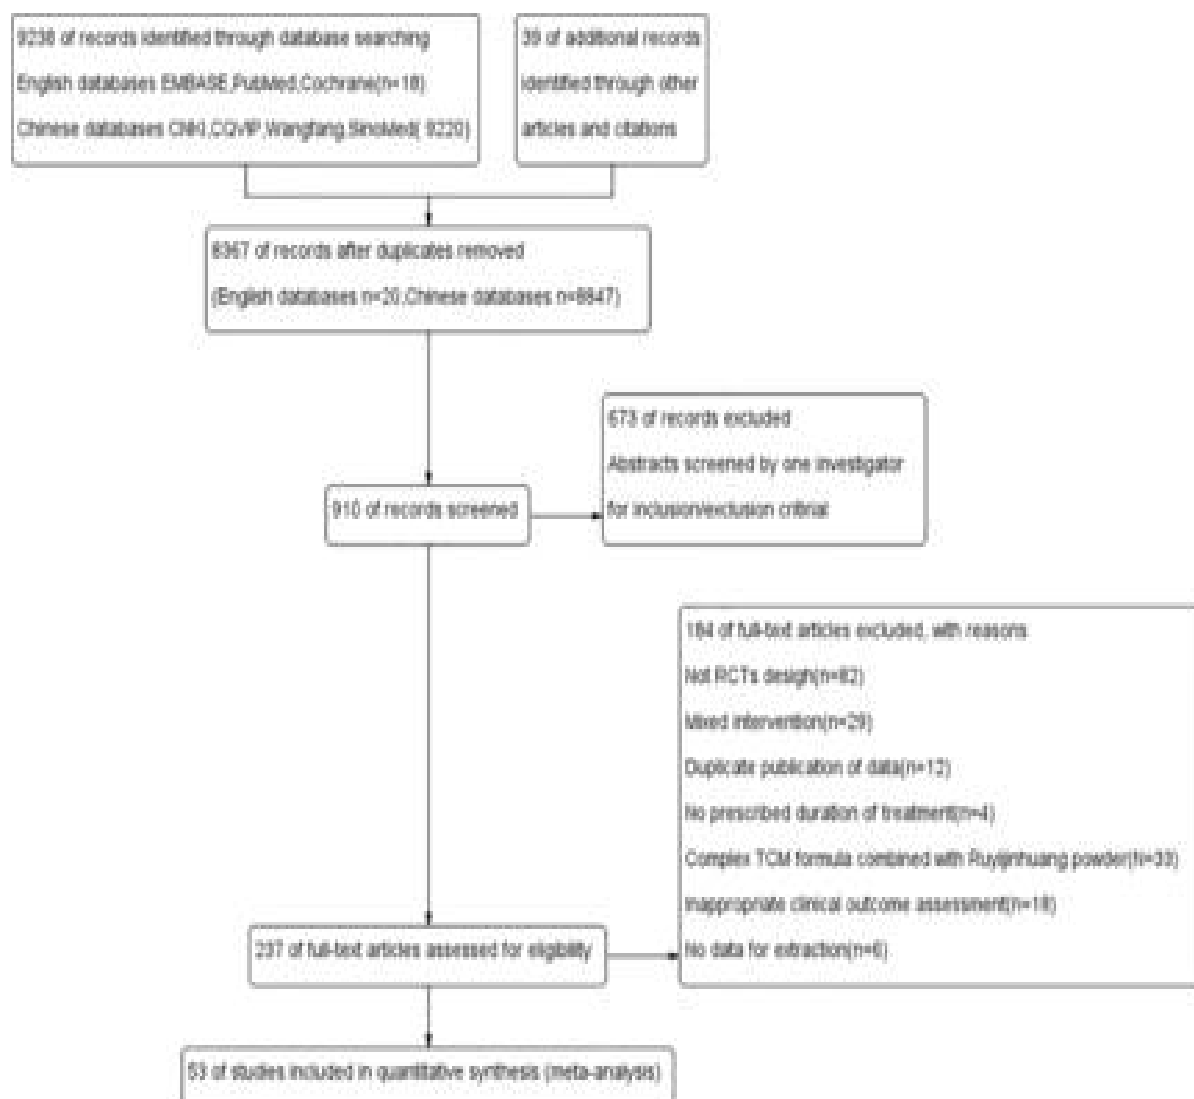 9238 of records identified through database searching
English databases EMBASE,PubMed,Cochrane(n=18)
Chinese databases CNKI,CQVIP,Wangfang,SinoMed( 9220)
39 of additional records
identified through other
articles and citations
8367 of records after duplicates removed
(English databases n=20,Chinese databases
673 of records excluded
Abstracts screened by one investigator
for inclusion/exclusion critirial
910 of records screened
184 of full-text articles excluded, with reasons
Not RCTs desigh(n=82)
Mixed intervention(n=29)
Duplicate publication of data(n=12)
No prescribed duration of treatment(n=4)
Complex TCM formula combined with Ruyijinhuang powder(N=33)
Inappropriate clinical outcome assessment(n=18)
No data for extraction(n=6)
237 of full-text articles assessed for eligibility
53 of studies included in quantitative synthesis (meta-analysis)